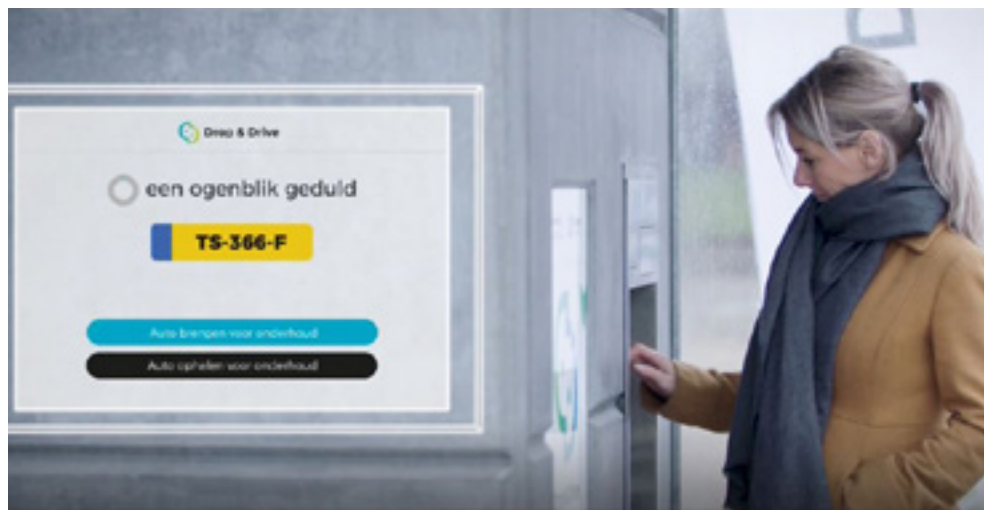 Drop & Drive
een ogenblik geduld
TS-366-F
Auto brengen voor onderhoud
Auto ophalen voor onderhoud